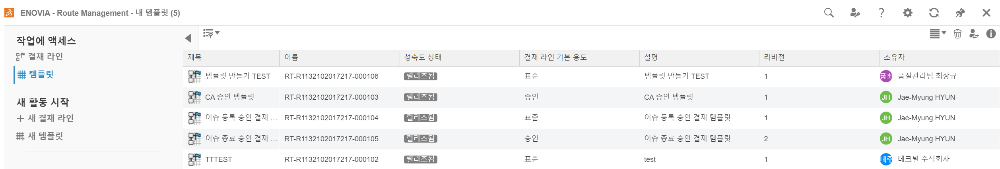 ENOVIA - Route Management - 내 템플릿 (5)
작업에 액세스
결재 라인
템플릿
새 활동 시작
새 결재 라인
새 템플릿
제목 이름 성숙도 상태 결재 라인 기본 용도 설명 리비전 소유자
템플릿 만들기 TEST RT-R1132102017217-000106 릴리즈됨 표준 템플릿 만들기 TEST 1 품초 품질관리팀 최상규
CA 승인 템플릿 RT-R1132102017217-000103 릴리즈됨 승인 CA 승인 템플릿 1 JH Jae-Myung HYUN
이슈 등록 승인 결재 ... RT-R1132102017217-000104 릴리즈됨 표준 이슈 등록 승인 결재 템플릿 1 JH Jae-Myung HYUN
이슈 종료 승인 결재 ... RT-R1132102017217-000105 릴리즈됨 승인 이슈 종료 승인 결재 템플릿 2 JH Jae-Myung HYUN
TTTEST RT-R1132102017217-000102 릴리즈됨 표준 test 1 테주 테크빌 주식회사